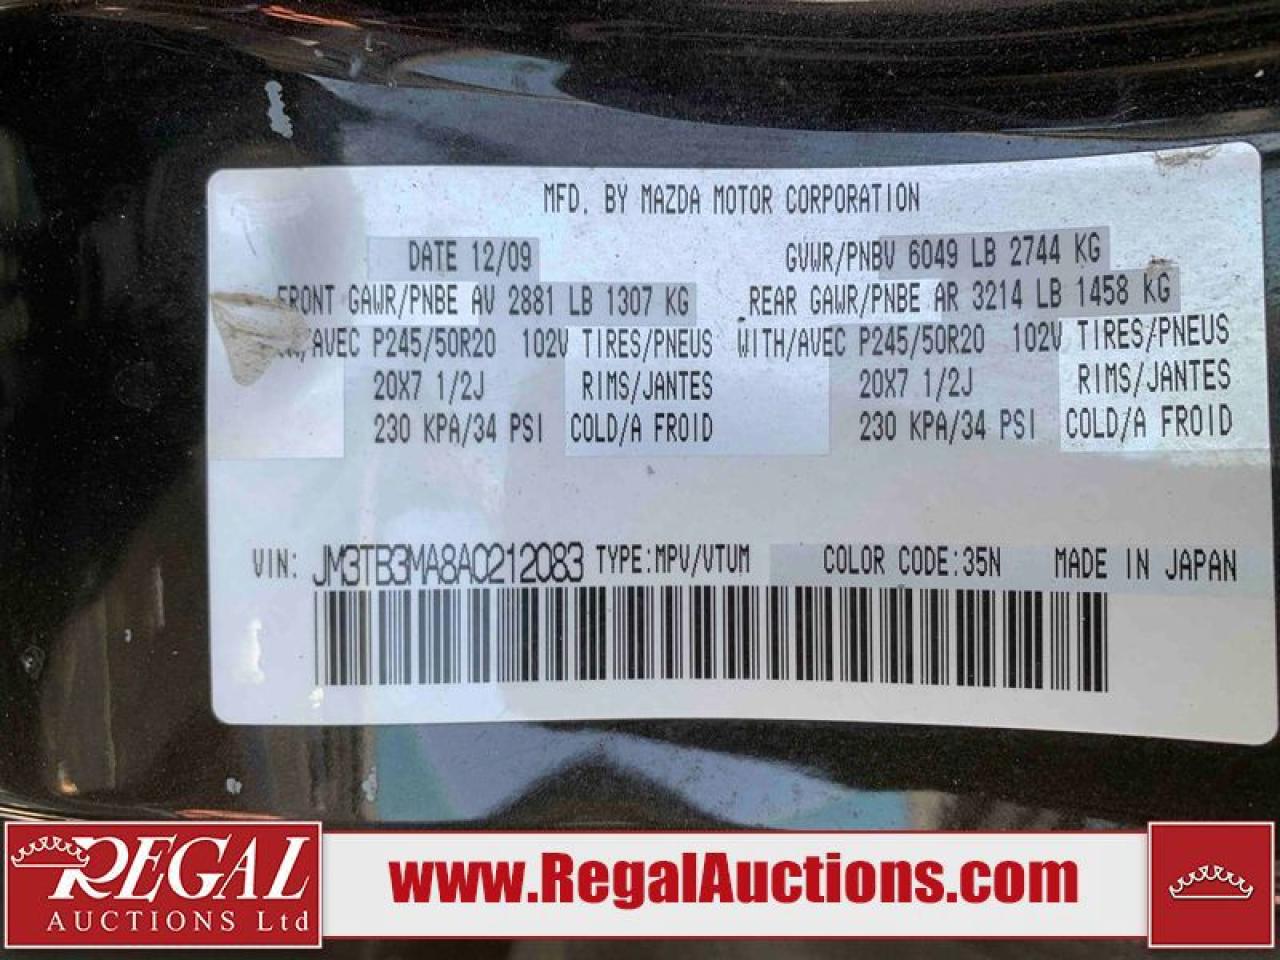 MFD. BY MAZDA MOTOR CORPORATION
DATE 12/09 GVWR/PNBV 6049 LB 2744 KG
FRONT GAWR/PNBE AV 2881 LB 1307 KG REAR GAWR/PNBE AR 3214 LB 1458 KG
/AVEC P245/50R20 102V TIRES/PNEUS WITH/AVEC P245/50R20 102V TIRES/PNEUS
20X7 1/2J RIMS/JANTES 20X7 1/2J RIMS/JANTES
230 KPA/34 PSI COLD/A FROID 230 KPA/34 PSI COLD/A FROID
VIN: JM3TB3MA8A0212083 TYPE:MPV/VTUM COLOR CODE:35N MADE IN JAPAN
REGAL
AUCTIONS Ltd
www.RegalAuctions.com